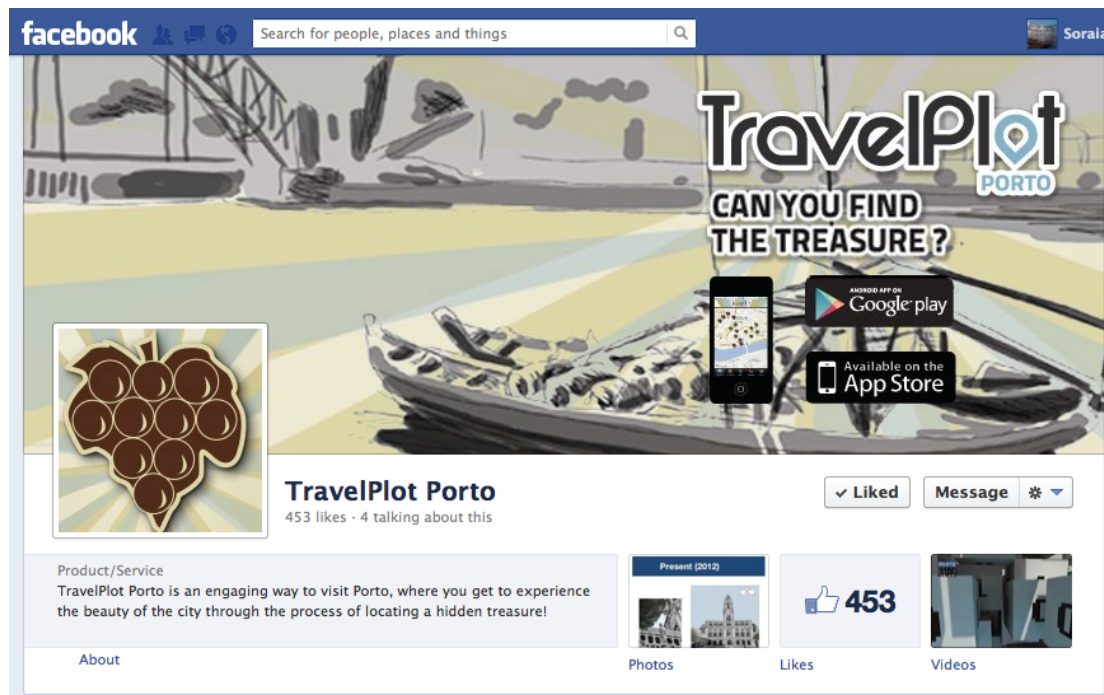 facebook
Search for people, places and things
Soraia
TravelPlot
PORTO
CAN YOU FIND
THE TREASURE ?
ANDROID APP ON
Google play
Available on the
App Store
TravelPlot Porto
453 likes · 4 talking about this
✓ Liked
Message
Product/Service
TravelPlot Porto is an engaging way to visit Porto, where you get to experience
the beauty of the city through the process of locating a hidden treasure!
About
Present (2012)
Photos
453
Likes
PORTO
Videos